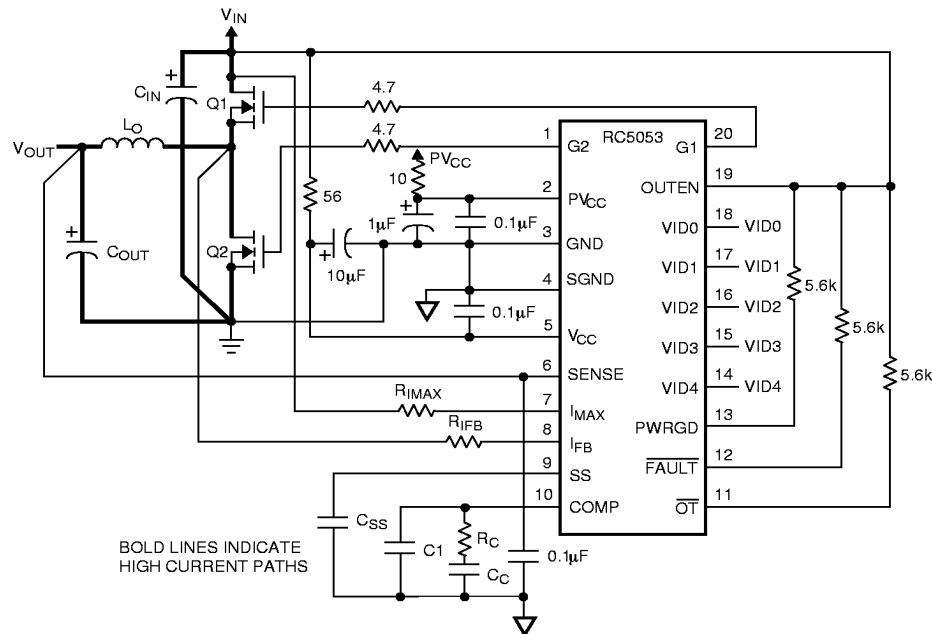 VIN
+
CIN
Q1
4.7
4.7
LO
VOUT
PVCC
10
56
1µF
+
0.1µF
+
COUT
Q2
+
10µF
0.1µF
RIMAX
RIFB
CSS
C1
RC
CC
0.1µF
BOLD LINES INDICATE
HIGH CURRENT PATHS
RC5053
1 G2
2 PVCC
3 GND
4 SGND
5 VCC
6 SENSE
7 IMAX
8 IFB
9 SS
10 COMP
G1 20
OUTEN 19
VID0 18 VID0
VID1 17 VID1
VID2 16 VID2
VID3 15 VID3
VID4 14 VID4
PWRGD 13
FAULT 12
OT 11
5.6k
5.6k
5.6k